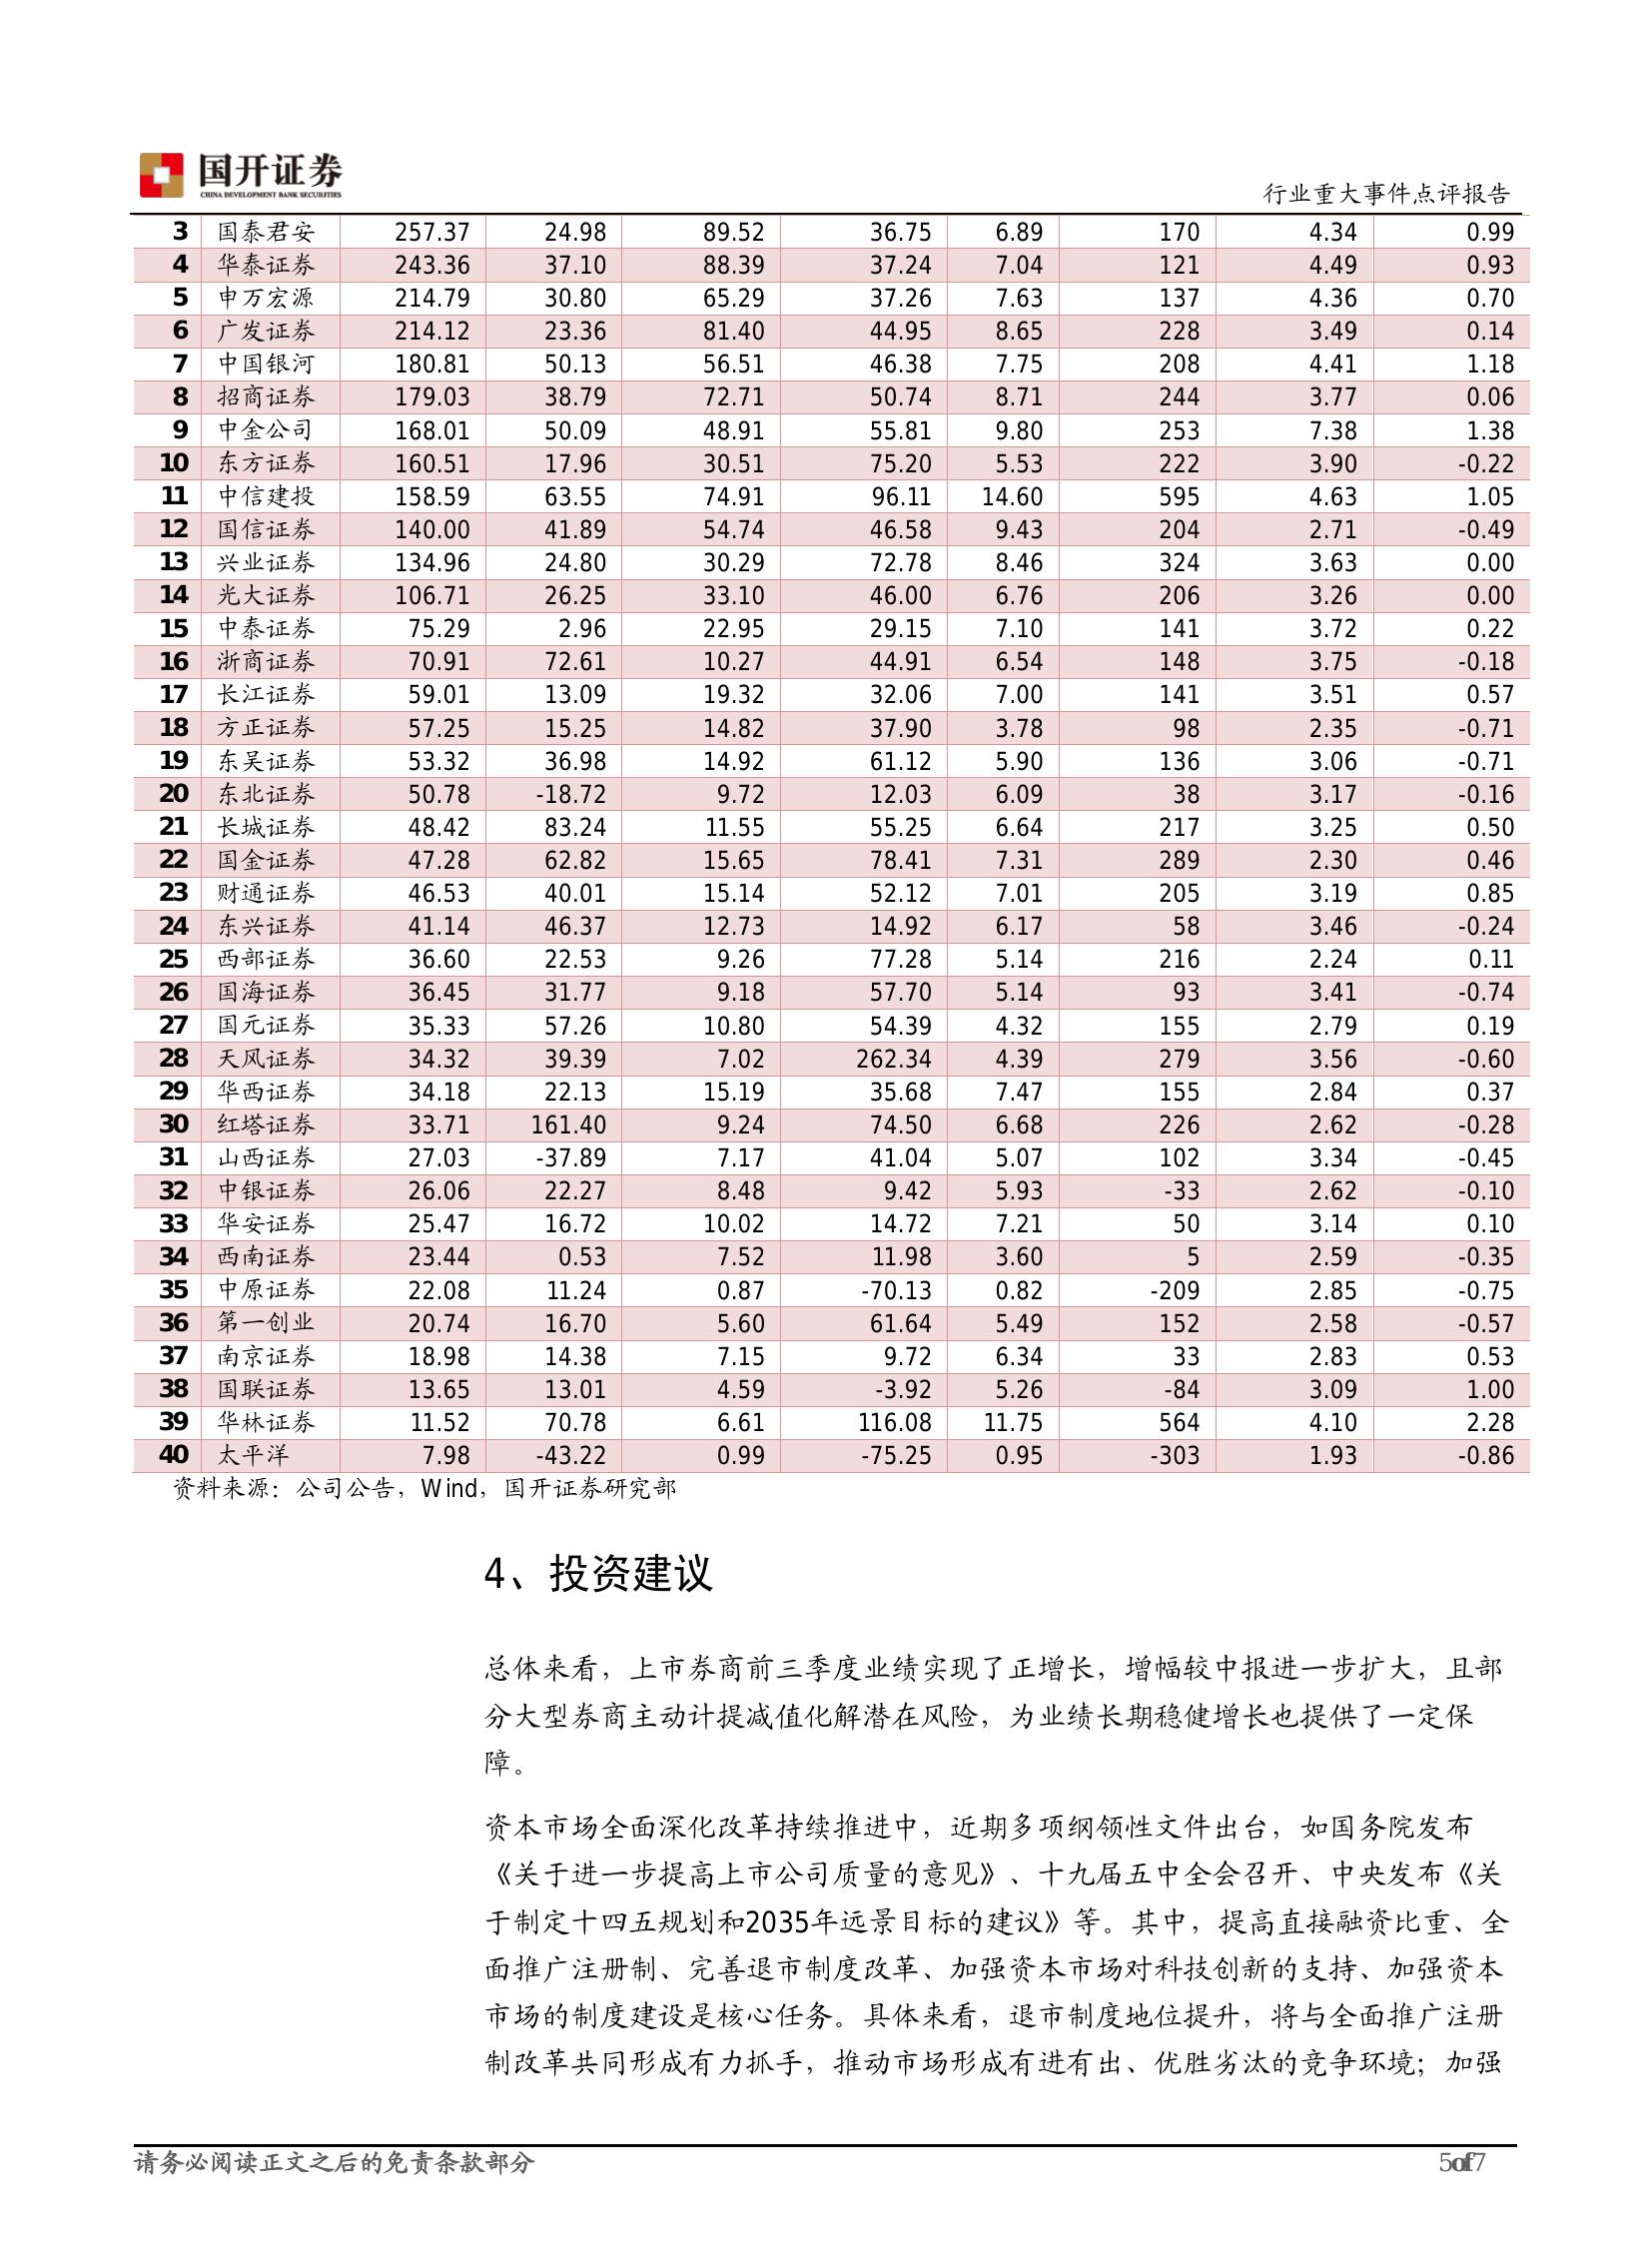 国开证券
CHINA DEVELOPMENT BANK SECURITIES
行业重大事件点评报告
3 国泰君安 257.37 24.98 89.52 36.75 6.89 170 4.34 0.99
4 华泰证券 243.36 37.10 88.39 37.24 7.04 121 4.49 0.93
5 申万宏源 214.79 30.80 65.29 37.26 7.63 137 4.36 0.70
6 广发证券 214.12 23.36 81.40 44.95 8.65 228 3.49 0.14
7 中国银河 180.81 50.13 56.51 46.38 7.75 208 4.41 1.18
8 招商证券 179.03 38.79 72.71 50.74 8.71 244 3.77 0.06
9 中金公司 168.01 50.09 48.91 55.81 9.80 253 7.38 1.38
10 东方证券 160.51 17.96 30.51 75.20 5.53 222 3.90 -0.22
11 中信建投 158.59 63.55 74.91 96.11 14.60 595 4.63 1.05
12 国信证券 140.00 41.89 54.74 46.58 9.43 204 2.71 -0.49
13 兴业证券 134.96 24.80 30.29 72.78 8.46 324 3.63 0.00
14 光大证券 106.71 26.25 33.10 46.00 6.76 206 3.26 0.00
15 中泰证券 75.29 2.96 22.95 29.15 7.10 141 3.72 0.22
16 浙商证券 70.91 72.61 10.27 44.91 6.54 148 3.75 -0.18
17 长江证券 59.01 13.09 19.32 32.06 7.00 141 3.51 0.57
18 方正证券 57.25 15.25 14.82 37.90 3.78 98 2.35 -0.71
19 东吴证券 53.32 36.98 14.92 61.12 5.90 136 3.06 -0.71
20 东北证券 50.78 -18.72 9.72 12.03 6.09 38 3.17 -0.16
21 长城证券 48.42 83.24 11.55 55.25 6.64 217 3.25 0.50
22 国金证券 47.28 62.82 15.65 78.41 7.31 289 2.30 0.46
23 财通证券 46.53 40.01 15.14 52.12 7.01 205 3.19 0.85
24 东兴证券 41.14 46.37 12.73 14.92 6.17 58 3.46 -0.24
25 西部证券 36.60 22.53 9.26 77.28 5.14 216 2.24 0.11
26 国海证券 36.45 31.77 9.18 57.70 5.14 93 3.41 -0.74
27 国元证券 35.33 57.26 10.80 54.39 4.32 155 2.79 0.19
28 天风证券 34.32 39.39 7.02 262.34 4.39 279 3.56 -0.60
29 华西证券 34.18 22.13 15.19 35.68 7.47 155 2.84 0.37
30 红塔证券 33.71 161.40 9.24 74.50 6.68 226 2.62 -0.28
31 山西证券 27.03 -37.89 7.17 41.04 5.07 102 3.34 -0.45
32 中银证券 26.06 22.27 8.48 9.42 5.93 -33 2.62 -0.10
33 华安证券 25.47 16.72 10.02 14.72 7.21 50 3.14 0.10
34 西南证券 23.44 0.53 7.52 11.98 3.60 5 2.59 -0.35
35 中原证券 22.08 11.24 0.87 -70.13 0.82 -209 2.85 -0.75
36 第一创业 20.74 16.70 5.60 61.64 5.49 152 2.58 -0.57
37 南京证券 18.98 14.38 7.15 9.72 6.34 33 2.83 0.53
38 国联证券 13.65 13.01 4.59 -3.92 5.26 -84 3.09 1.00
39 华林证券 11.52 70.78 6.61 116.08 11.75 564 4.10 2.28
40 太平洋 7.98 -43.22 0.99 -75.25 0.95 -303 1.93 -0.86
资料来源：公司公告，Wind，国开证券研究部
4、投资建议
总体来看，上市券商前三季度业绩实现了正增长，增幅较中报进一步扩大，且部
分大型券商主动计提减值化解潜在风险，为业绩长期稳健增长也提供了一定保
障。
资本市场全面深化改革持续推进中，近期多项纲领性文件出台，如国务院发布
《关于进一步提高上市公司质量的意见》、十九届五中全会召开、中央发布《关
于制定十四五规划和2035年远景目标的建议》等。其中，提高直接融资比重、全
面推广注册制、完善退市制度改革、加强资本市场对科技创新的支持、加强资本
市场的制度建设是核心任务。具体来看，退市制度地位提升，将与全面推广注册
制改革共同形成有力抓手，推动市场形成有进有出、优胜劣汰的竞争环境；加强
请务必阅读正文之后的免责条款部分
5of7